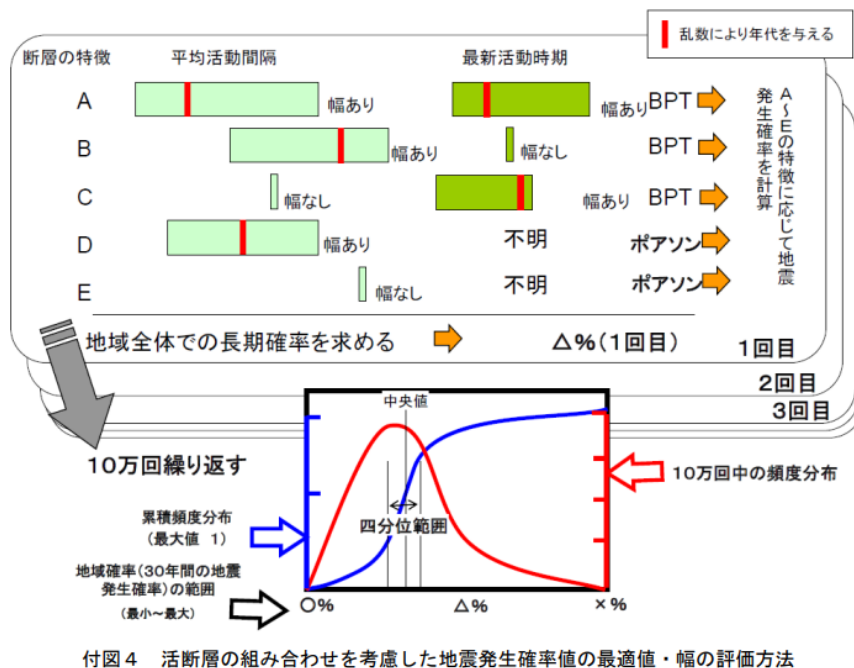 乱数により年代を与える
断層の特徴 平均活動間隔 最新活動時期
A 幅あり 幅あり BPT
B 幅あり 幅なし BPT
C 幅なし 幅あり BPT
D 幅あり 不明 ポアソン
E 幅なし 不明 ポアソン
A～Eの特徴に応じて地震
発生確率を計算
地域全体での長期確率を求める △%(1回目)
1回目
2回目
3回目
10万回繰り返す
中央値
四分位範囲
10万回中の頻度分布
累積頻度分布
(最大値 1)
地域確率(30年間の地震
発生確率)の範囲
(最小～最大)
○% △% ×%
付図4 活断層の組み合わせを考慮した地震発生確率値の最適値・幅の評価方法